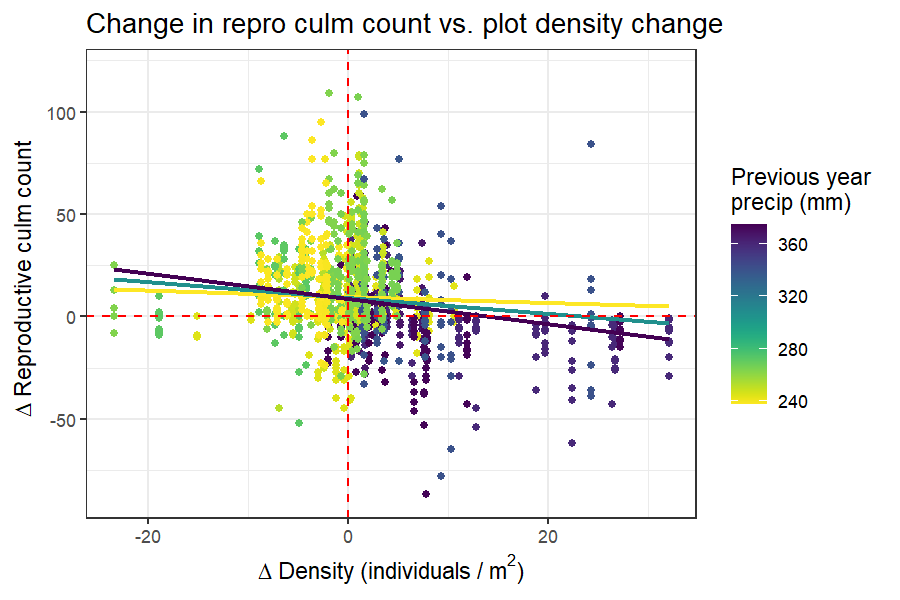 Change in repro culm count vs. plot density change
Δ Reproductive culm count
100
50
0
-50
-20
0
20
Δ Density (individuals / m²)
Previous year
precip (mm)
360
320
280
240